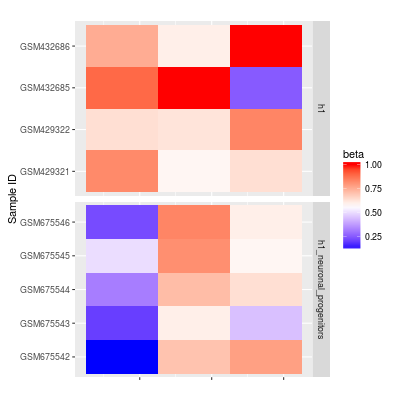 GSM432686
GSM432685
GSM429322
GSM429321
h1
GSM675546
GSM675545
GSM675544
GSM675543
GSM675542
h1_neuronal_progenitors
Sample ID
beta
1.00
0.75
0.50
0.25